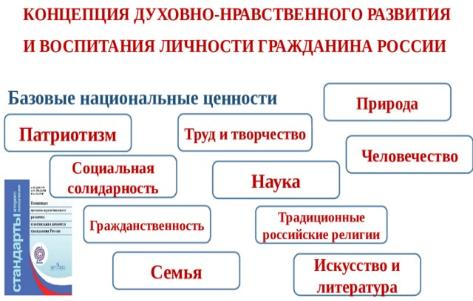 КОНЦЕПЦИЯ ДУХОВНО-НРАВСТВЕННОГО РАЗВИТИЯ
И ВОСПИТАНИЯ ЛИЧНОСТИ ГРАЖДАНИНА РОССИИ
Базовые национальные ценности
Природа
Патриотизм
Труд и творчество
Человечество
Социальная
солидарность
Наука
Гражданственность
Традиционные
российские религии
Семья
Искусство и
литература
стандарты